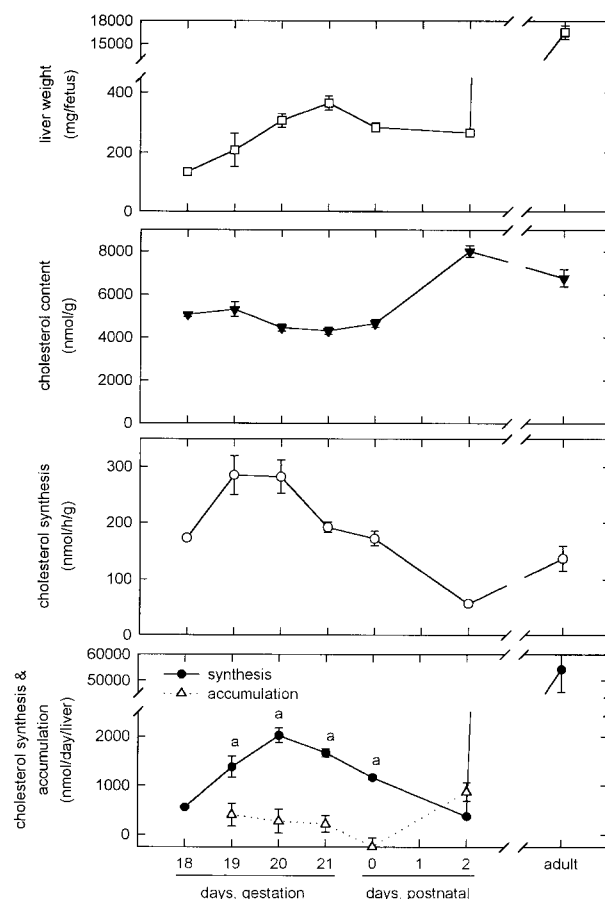 18000
15000
400
200
0
liver weight
(mg/fetus)
8000
6000
4000
2000
0
cholesterol content
(nmol/g)
300
200
100
0
cholesterol synthesis
(nmol/h/g)
60000
50000
2000
1000
0
cholesterol synthesis &
accumulation
(nmol/day/liver)
synthesis
accumulation
a
a
a
a
18 19 20 21 0 1 2 adult
days, gestation days, postnatal